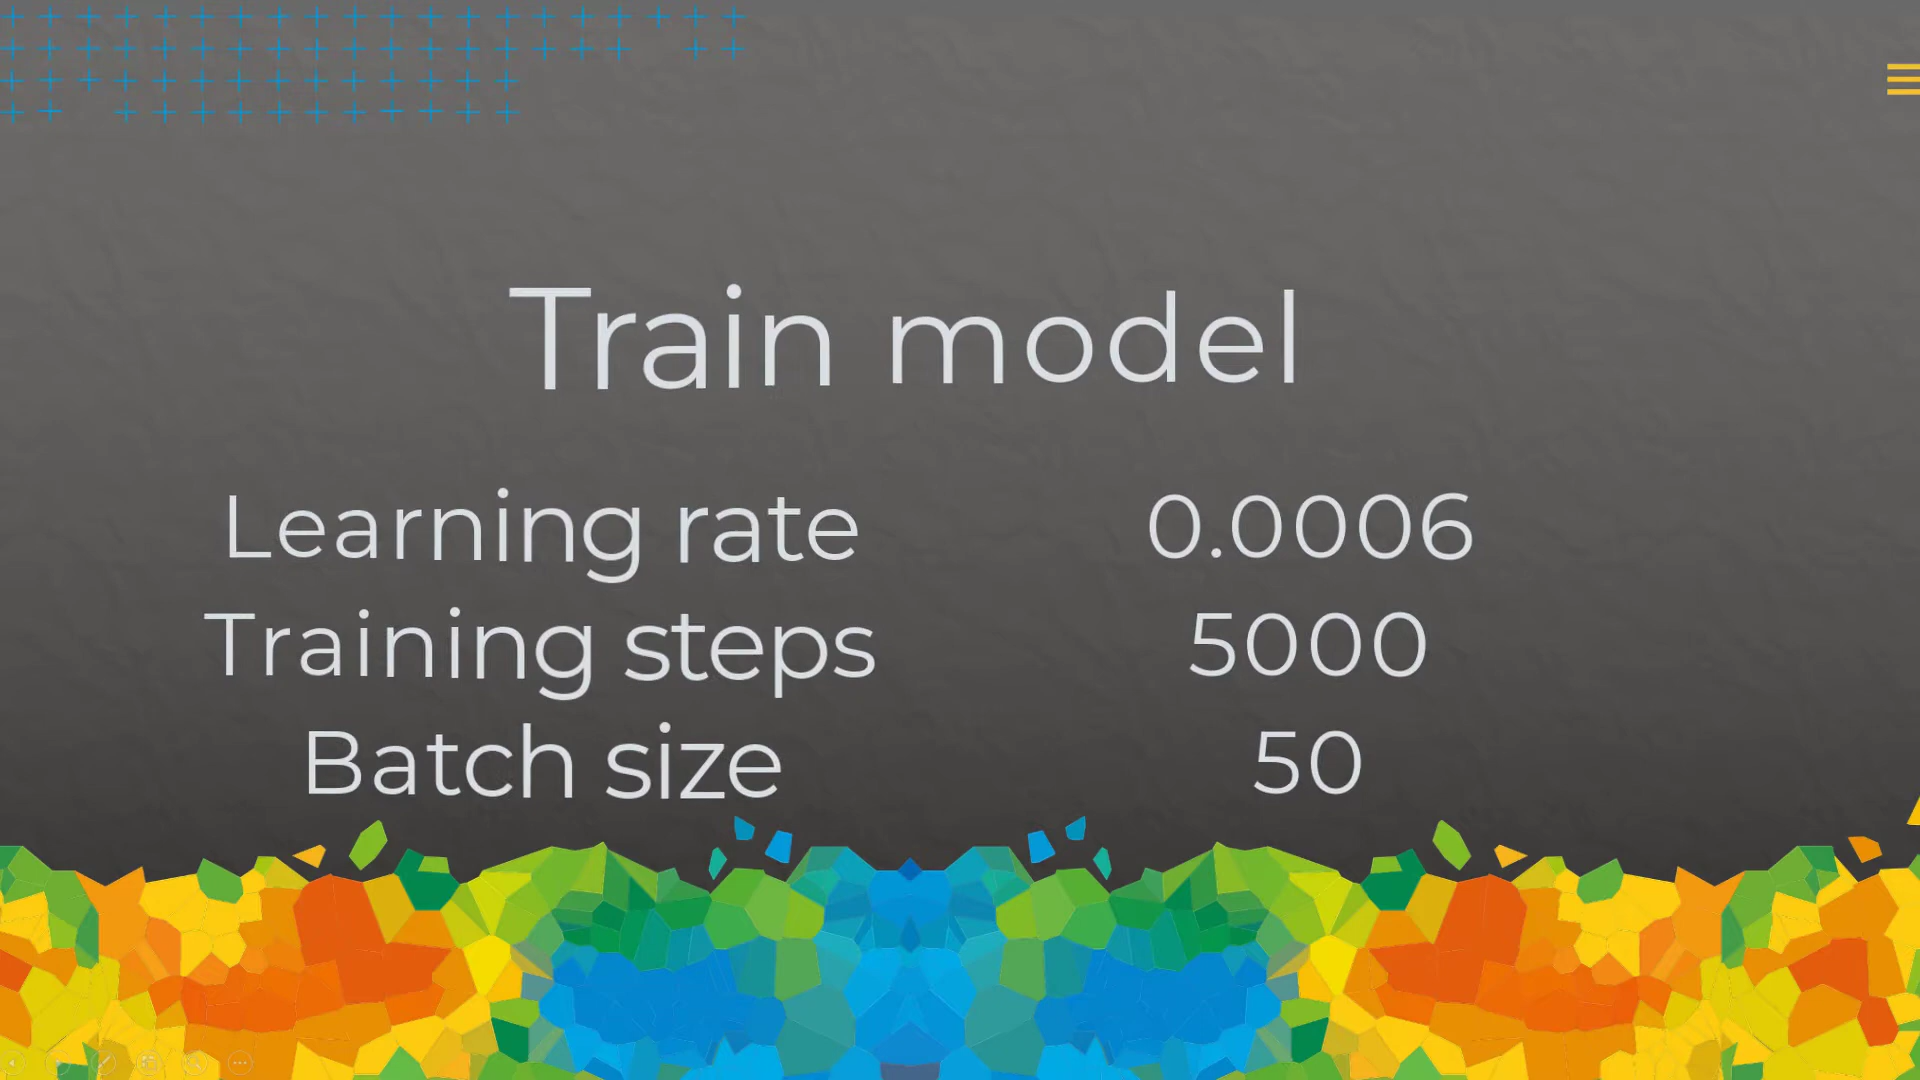 Train model
Learning rate 0.0006
Training steps 5000
Batch size 50